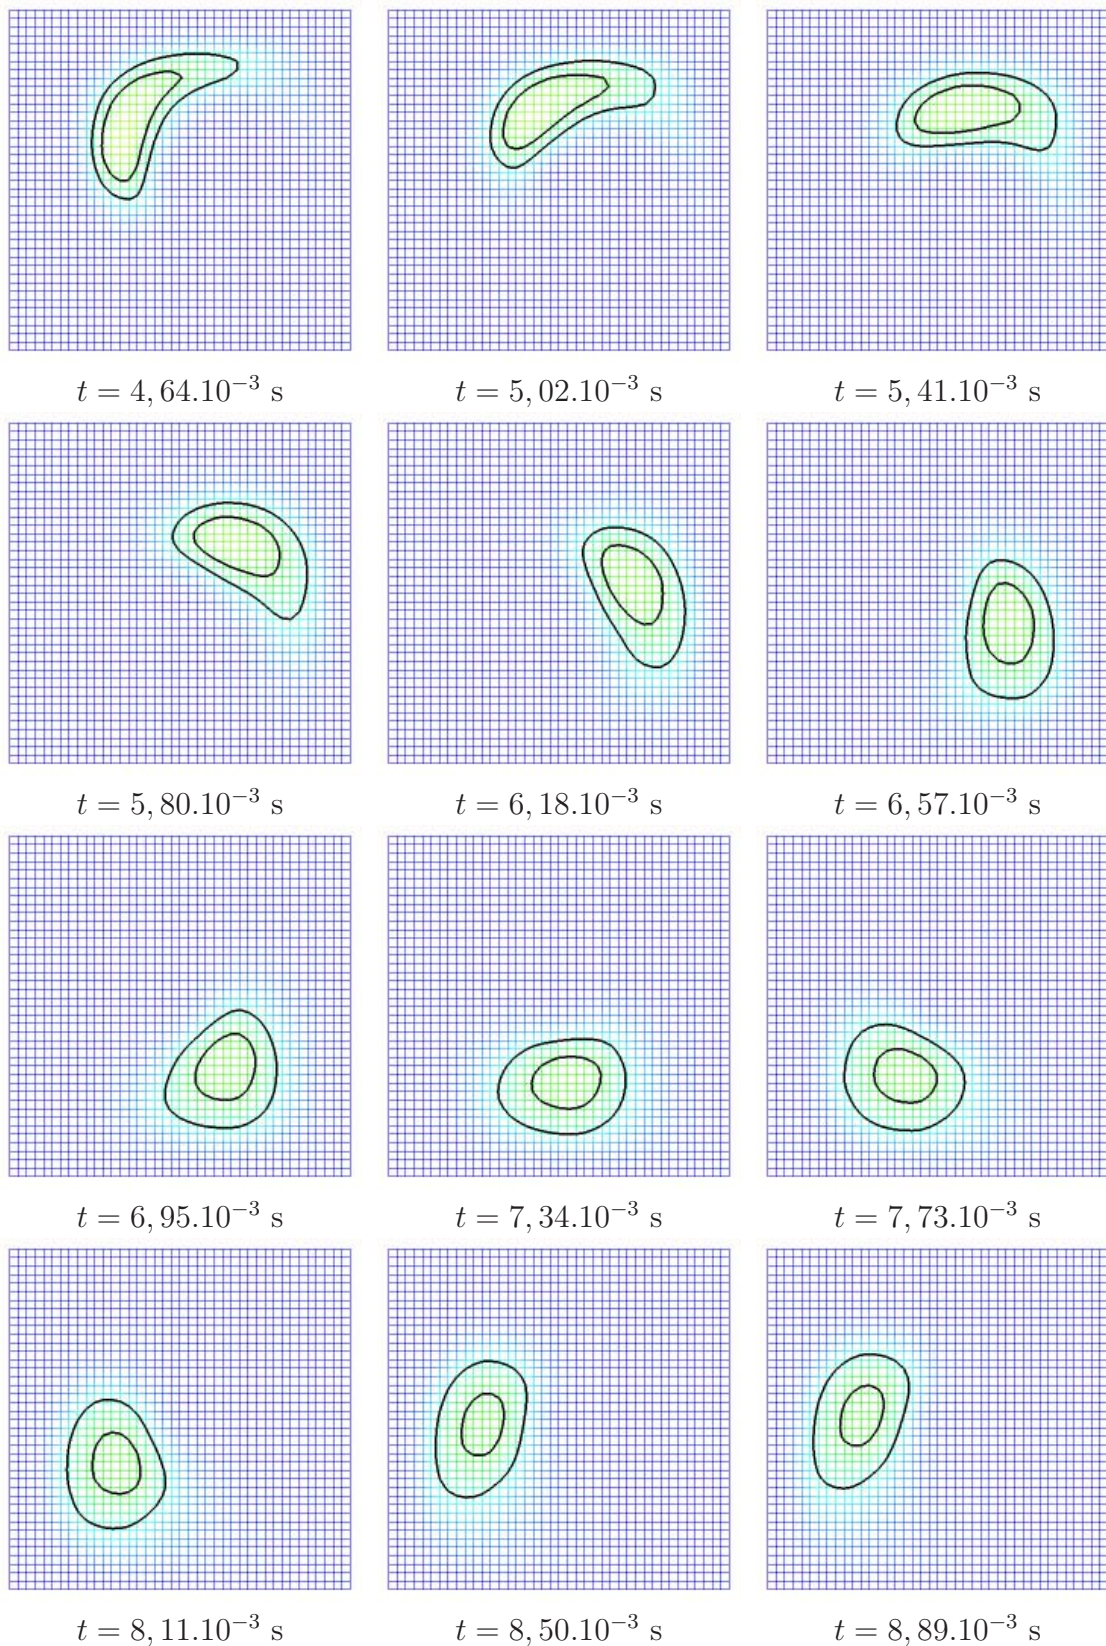 t = 4, 64.10⁻³ s t = 5, 02.10⁻³ s t = 5, 41.10⁻³ s
t = 5, 80.10⁻³ s t = 6, 18.10⁻³ s t = 6, 57.10⁻³ s
t = 6, 95.10⁻³ s t = 7, 34.10⁻³ s t = 7, 73.10⁻³ s
t = 8, 11.10⁻³ s t = 8, 50.10⁻³ s t = 8, 89.10⁻³ s